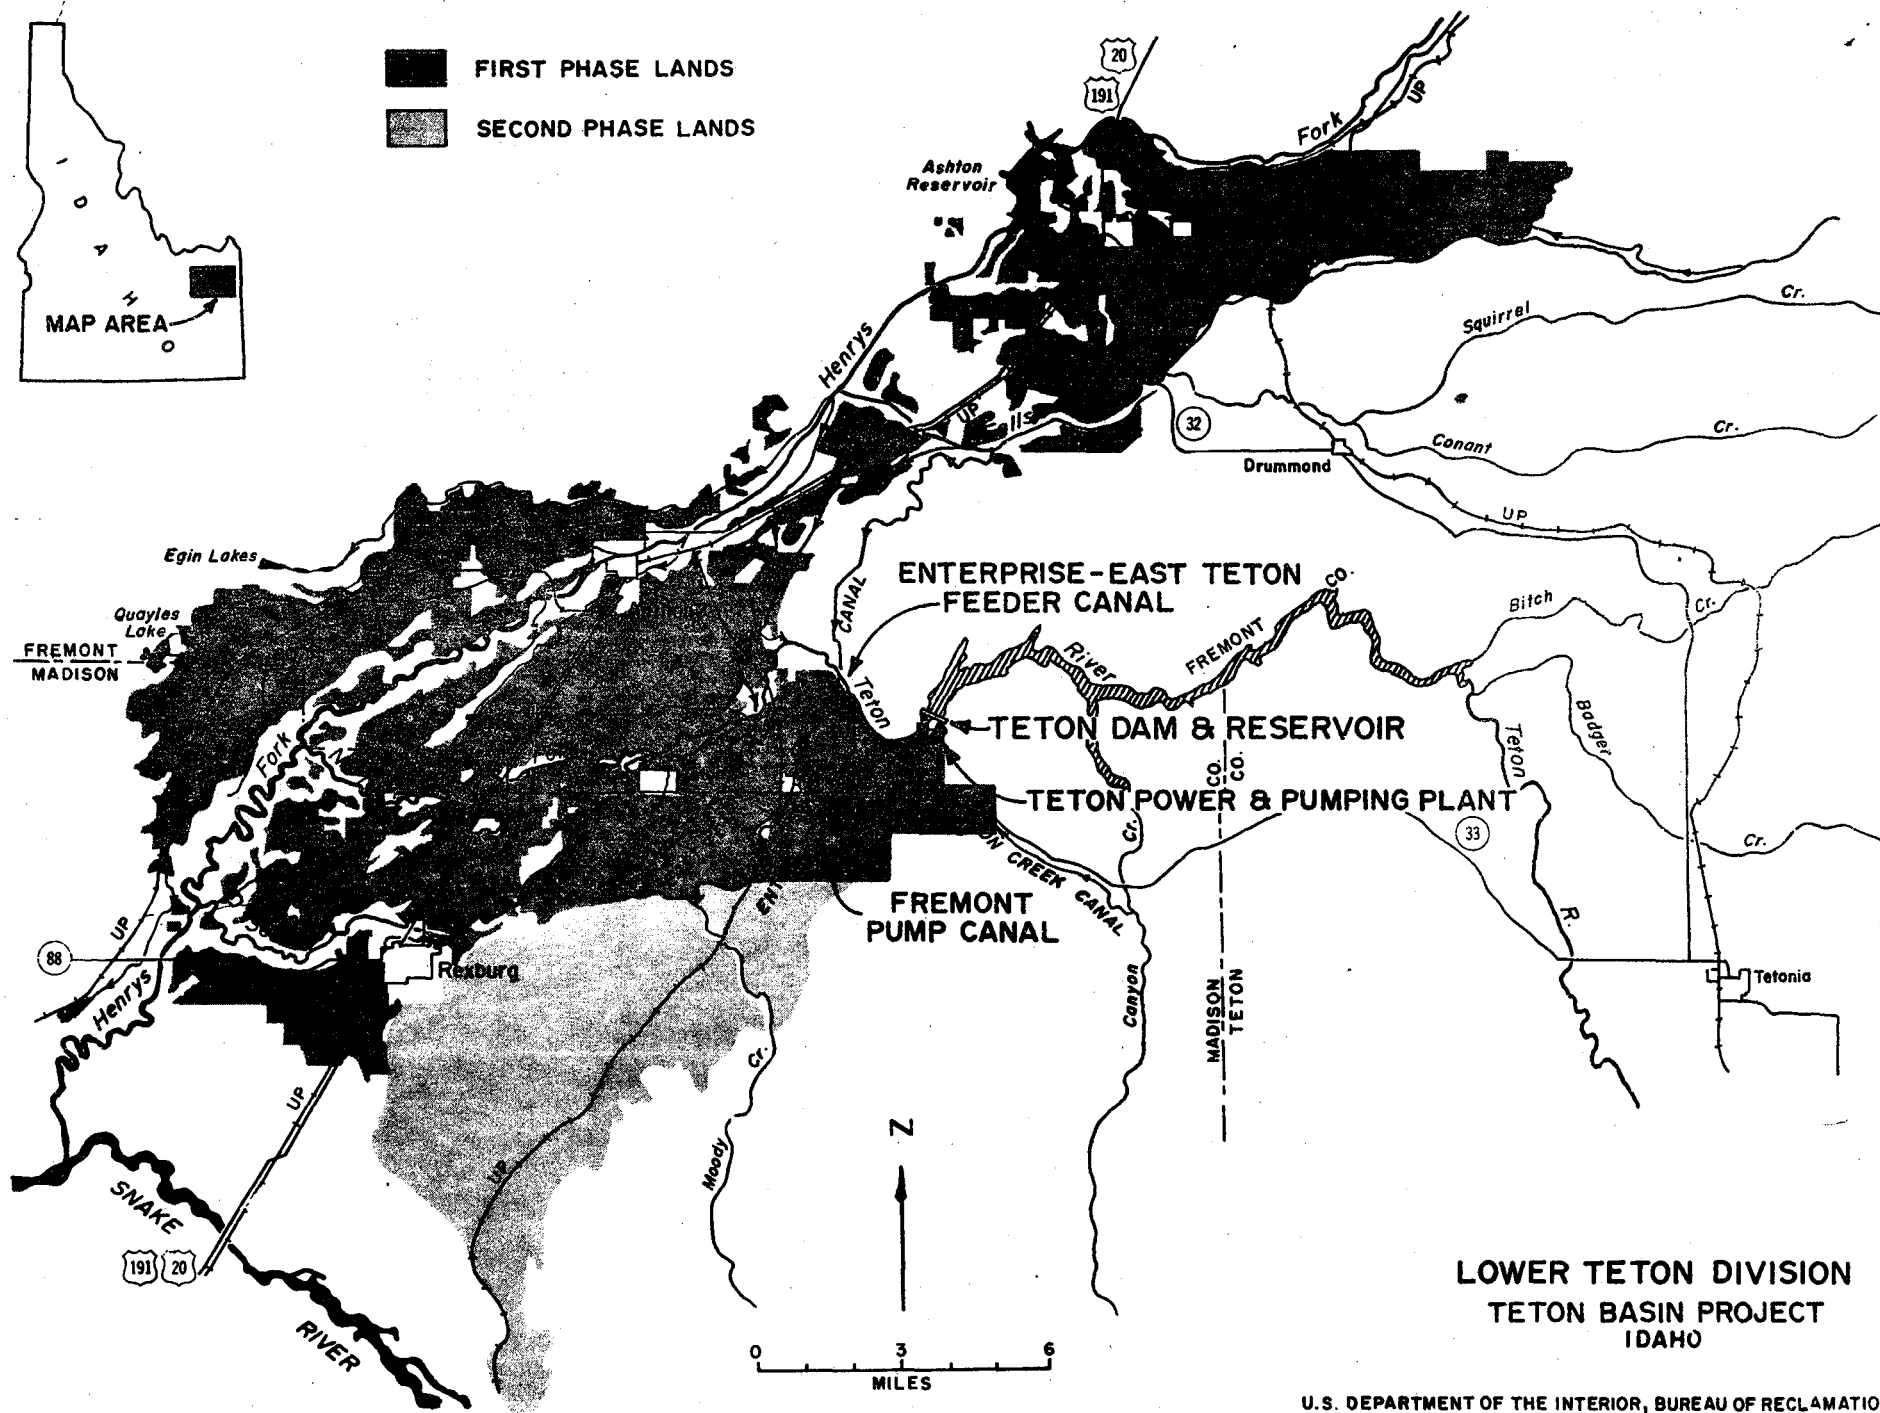 FIRST PHASE LANDS
SECOND PHASE LANDS
20
191
UP
Fork
Ashton
Reservoir
IDAHO
MAP AREA
Cr.
Squirrel
Henrys
UP
32
Conant
Cr.
Drummond
UP
Egin Lakes
ENTERPRISE-EAST TETON
FEEDER CANAL
CANAL
CO.
Bitch
Cr.
Quayles
Lake
FREMONT
MADISON
River
FREMONT
Teton
TETON DAM & RESERVOIR
Badger
Teton
Fork
CO.
CO.
TETON POWER & PUMPING PLANT
33
Cr.
Cr.
ON CREEK CANAL
FREMONT
PUMP CANAL
UP
R.
88
Rexburg
Henrys
Canyon
MADISON
TETON
Tetonia
Cr.
UP
N
Moody
UP
SNAKE
RIVER
191
20
LOWER TETON DIVISION
TETON BASIN PROJECT
IDAHO
0 3 6
MILES
U.S. DEPARTMENT OF THE INTERIOR, BUREAU OF RECLAMATIO